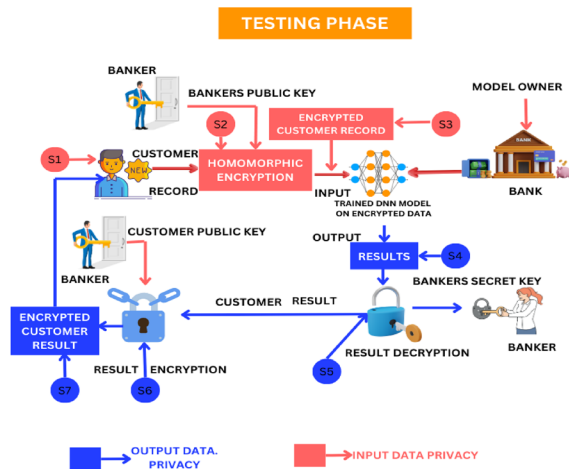 TESTING PHASE
BANKER
BANKERS PUBLIC KEY
MODEL OWNER
S2
ENCRYPTED
CUSTOMER RECORD
S3
BANK
S1
CUSTOMER
NEW
RECORD
HOMOMORPHIC
ENCRYPTION
INPUT
TRAINED DNN MODEL
ON ENCRYPTED DATA
BANK
CUSTOMER PUBLIC KEY
OUTPUT
BANKER
RESULTS
S4
BANKERS SECRET KEY
ENCRYPTED
CUSTOMER
RESULT
CUSTOMER RESULT
BANKER
RESULT DECRYPTION
RESULT ENCRYPTION
S5
S7
S6
OUTPUT DATA.
PRIVACY
INPUT DATA PRIVACY